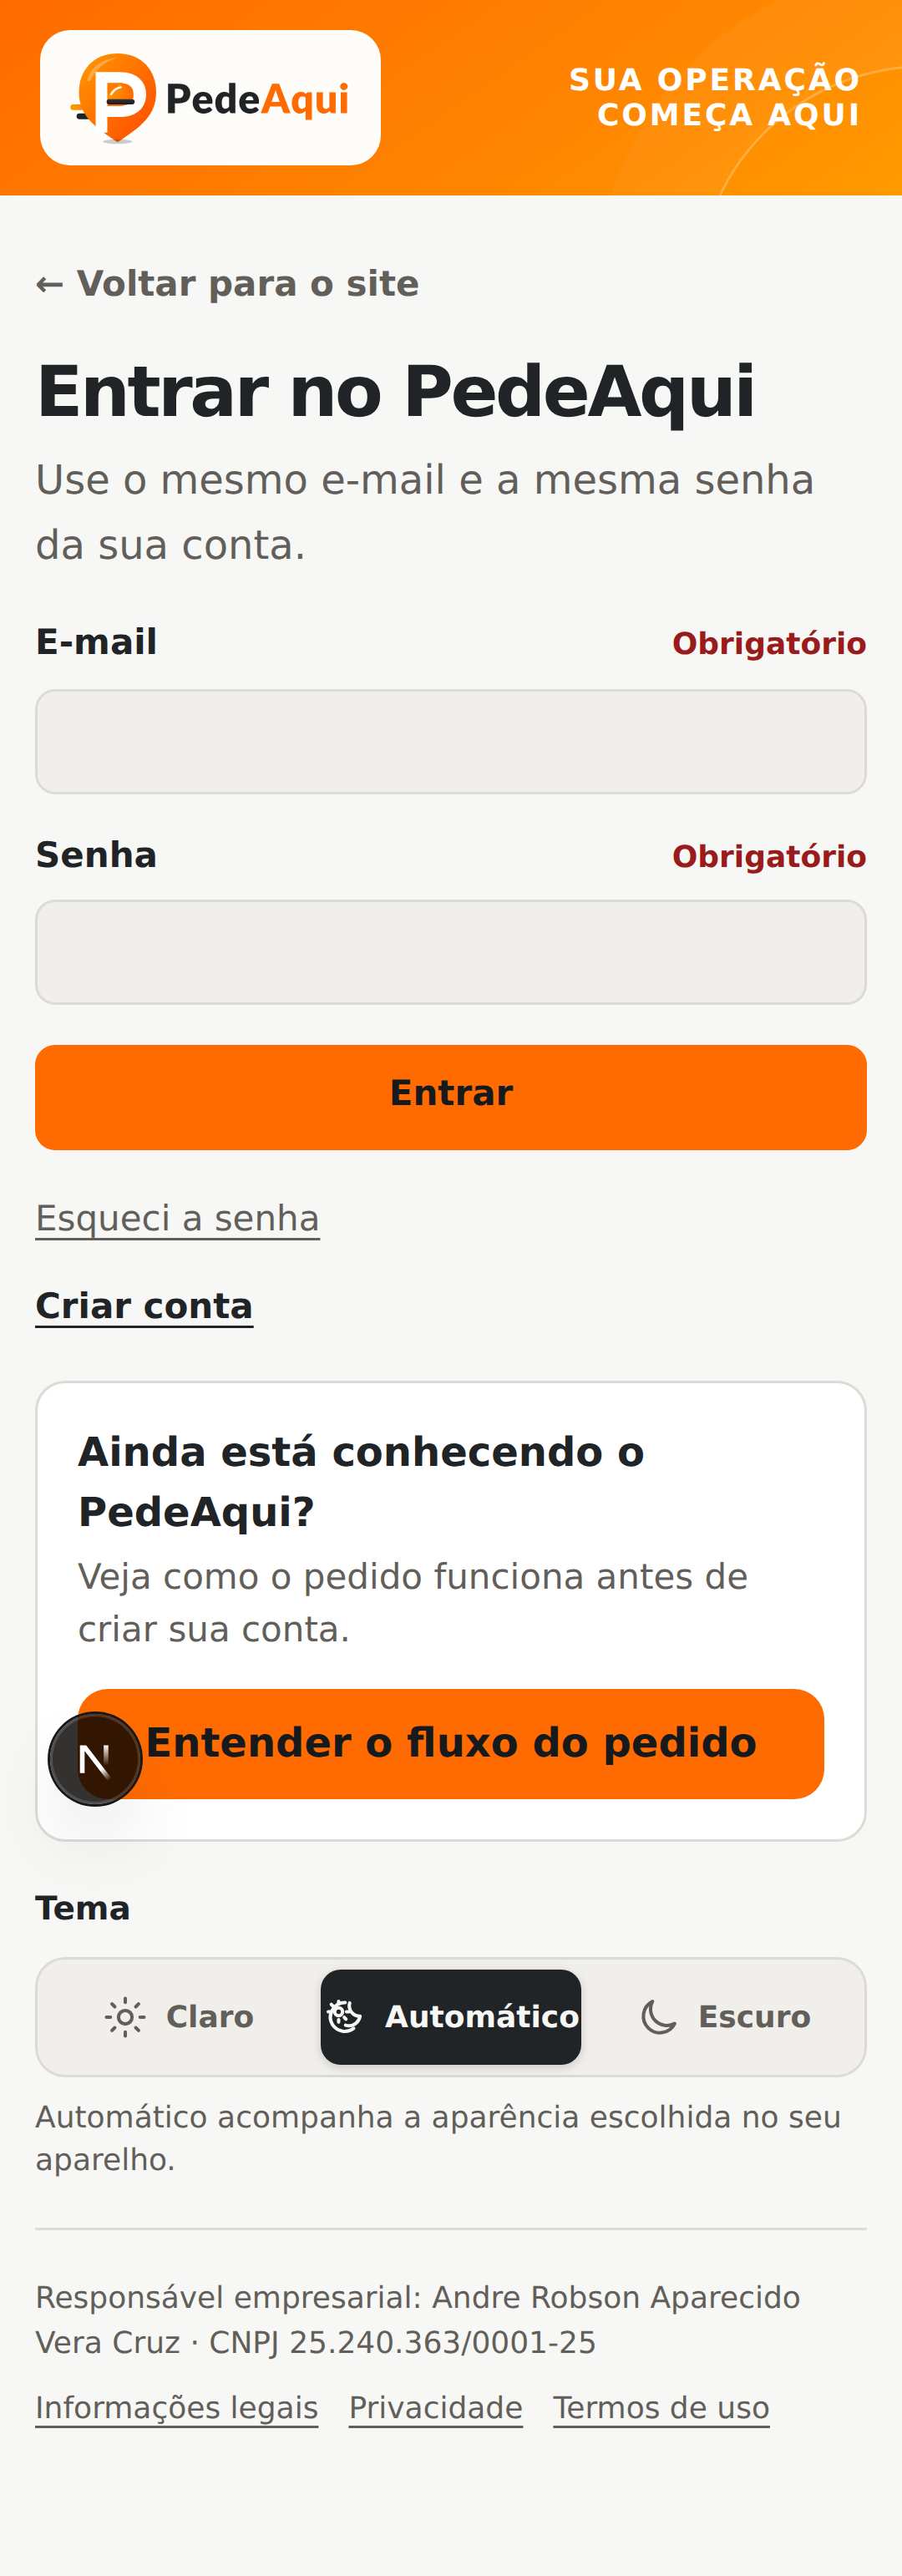 PedeAqui
SUA OPERAÇÃO
COMEÇA AQUI
← Voltar para o site
Entrar no PedeAqui
Use o mesmo e-mail e a mesma senha
da sua conta.
E-mail
Obrigatório
Senha
Obrigatório
Entrar
Esqueci a senha
Criar conta
Ainda está conhecendo o
PedeAqui?
Veja como o pedido funciona antes de
criar sua conta.
N
Entender o fluxo do pedido
Tema
Claro
Automático
Escuro
Automático acompanha a aparência escolhida no seu
aparelho.
Responsável empresarial: Andre Robson Aparecido
Vera Cruz · CNPJ 25.240.363/0001-25
Informações legais Privacidade Termos de uso